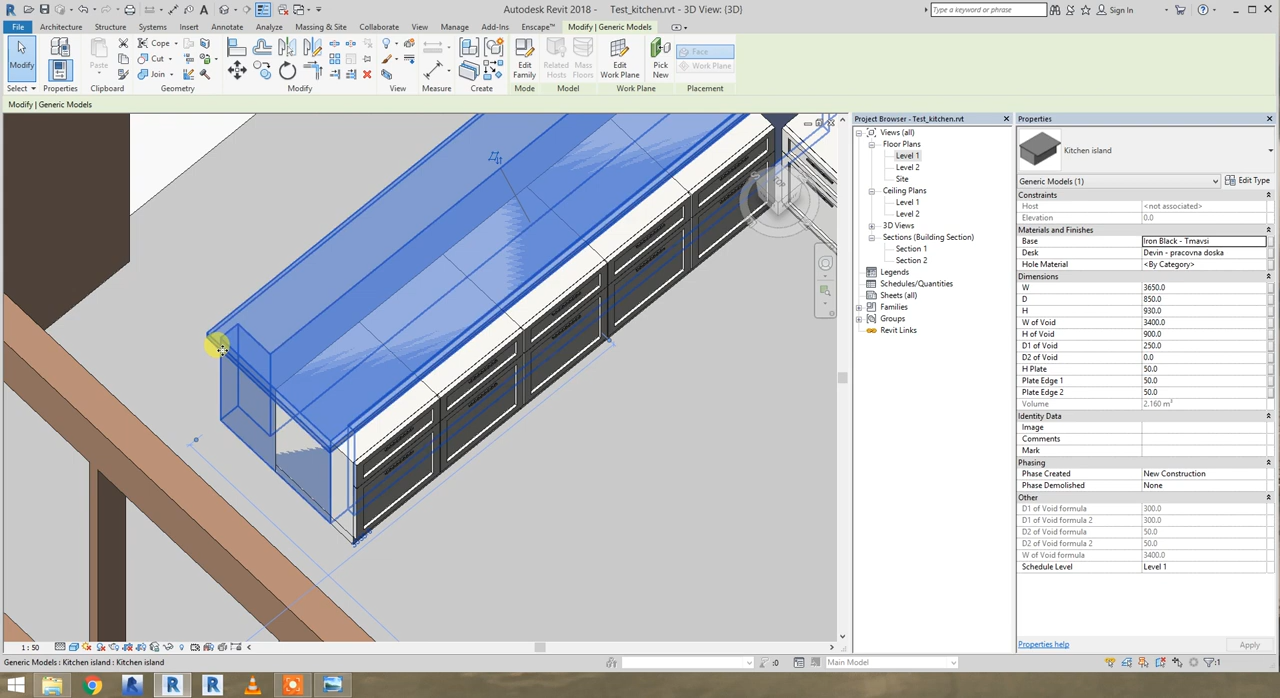 Autodesk Revit 2018 - Test_kitchen.rvt - 3D View: {3D}
Type a keyword or phrase
Sign In
File Architecture Structure Systems Insert Annotate Analyze Massing & Site Collaborate View Manage Add-Ins Enscape™ Modify | Generic Models
Modify
Paste
Cope
Cut
Join
Edit Family
Related Hosts
Mass Floors
Edit Work Plane
Pick New
Face
Work Plane
Select Properties Clipboard Geometry Modify View Measure Create Mode Model Work Plane Placement
Modify | Generic Models
Project Browser - Test_kitchen.rvt
Views (all)
Floor Plans
Level 1
Level 2
Site
Ceiling Plans
Level 1
Level 2
3D Views
Sections (Building Section)
Section 1
Section 2
Legends
Schedules/Quantities
Sheets (all)
Families
Groups
Revit Links
Properties
Kitchen island
Generic Models (1) Edit Type
Constraints
Host <not associated>
Elevation 0.0
Materials and Finishes
Base Iron Black - Tmavsi
Desk Devin - pracovna doska
Hole Material <By Category>
Dimensions
W 3650.0
D 850.0
H 930.0
W of Void 3400.0
H of Void 900.0
D1 of Void 250.0
D2 of Void 0.0
H Plate 50.0
Plate Edge 1 50.0
Plate Edge 2 50.0
Volume 2.160 m³
Identity Data
Image
Comments
Mark
Phasing
Phase Created New Construction
Phase Demolished None
Other
D1 of Void formula 300.0
D1 of Void formula 2 300.0
D2 of Void formula 50.0
D2 of Void formula 2 50.0
W of Void formula 3400.0
Schedule Level Level 1
Properties help Apply
1 : 50
Generic Models : Kitchen island : Kitchen island
:0
Main Model
:1